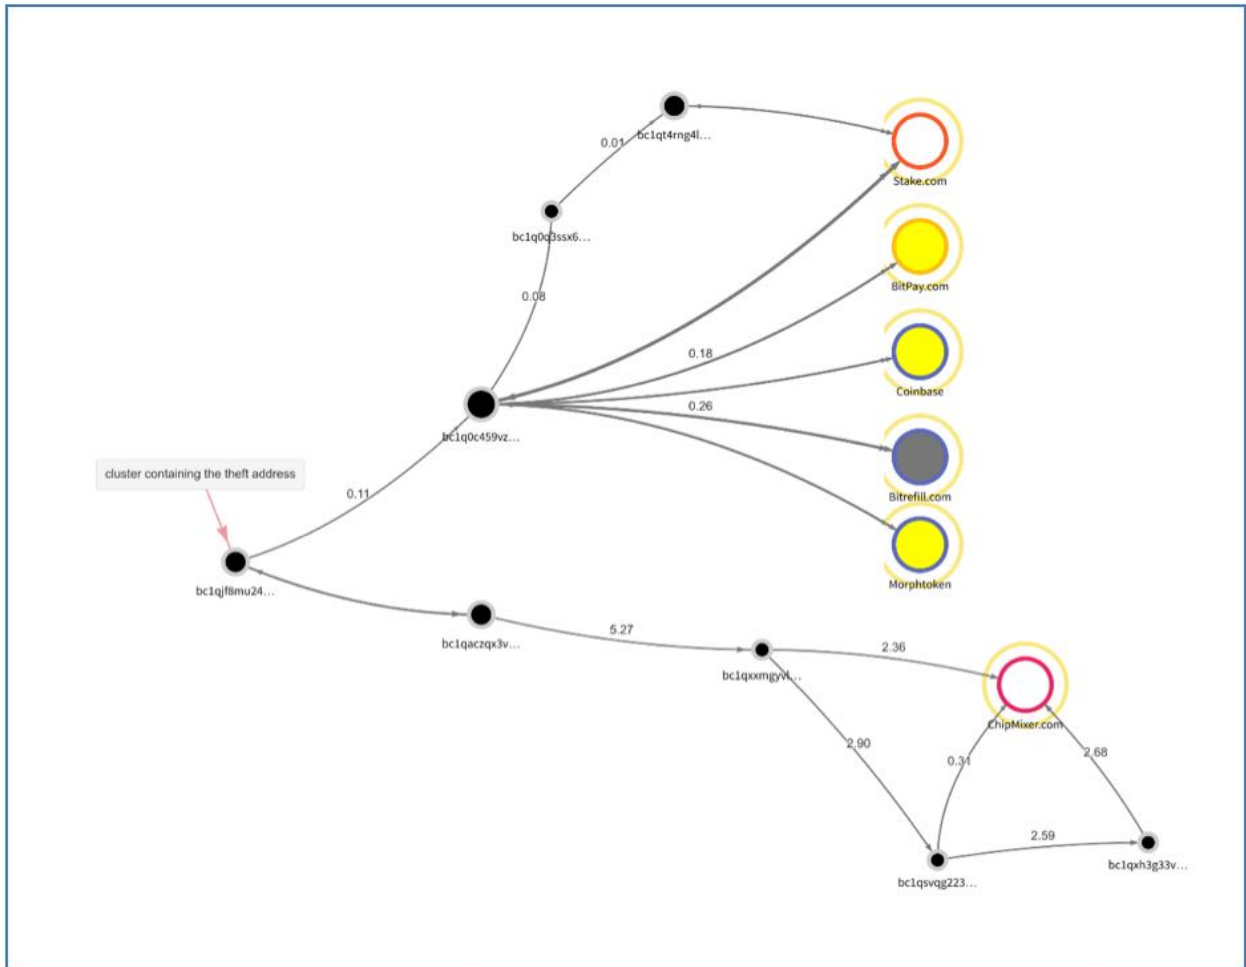 bc1qt4rng4l...
0.01
Stake.com
bc1q0q3ssx6...
BitPay.com
0.08
0.18
Coinbase
0.26
bc1q0c459vz...
cluster containing the theft address
0.11
Bitrefill.com
Morphtoken
bc1qjf8mu24...
5.27
bc1qaczqx3v...
2.36
bc1qxxmgyvl...
ChipMixer.com
2.90
0.31
2.68
2.59
bc1qxh3g33v...
bc1qsvqg223...